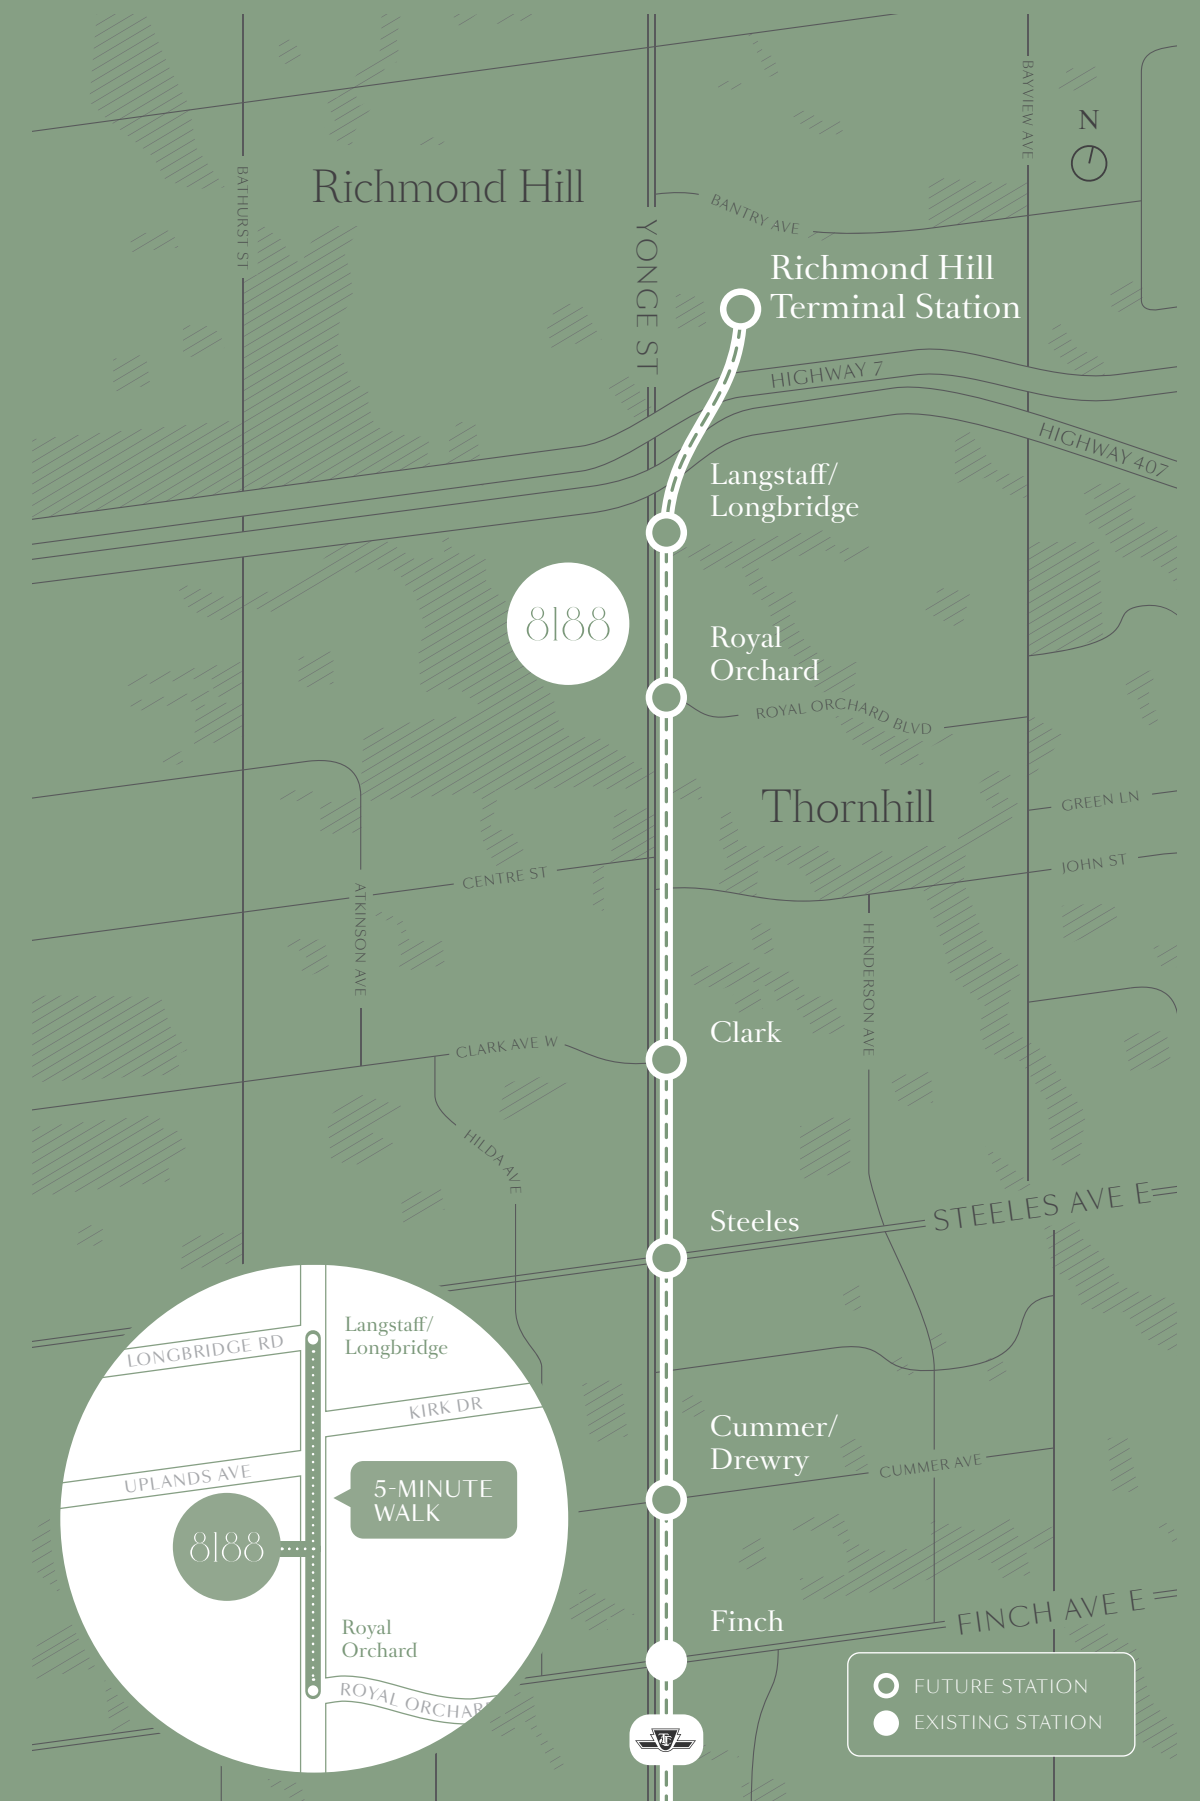 N
BAYVIEW AVE
BATHURST ST
Richmond Hill
BANTRY AVE
YONGE ST
Richmond Hill
Terminal Station
HIGHWAY 7
HIGHWAY 407
Langstaff/
Longbridge
8188
Royal
Orchard
ROYAL ORCHARD BLVD
Thornhill
GREEN LN
JOHN ST
CENTRE ST
ATKINSON AVE
HENDERSON AVE
Clark
CLARK AVE W
HILDA AVE
Steeles
STEELES AVE E
Langstaff/
Longbridge
LONGBRIDGE RD
KIRK DR
UPLANDS AVE
5-MINUTE
WALK
8188
Royal
Orchard
ROYAL ORCHAR
Cummer/
Drewry
CUMMER AVE
Finch
FINCH AVE E
FUTURE STATION
EXISTING STATION
TTC